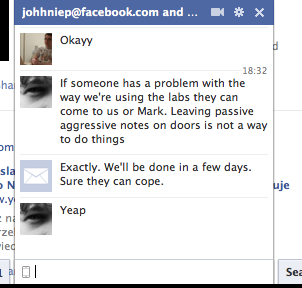 johhniep@facebook.com and ...
Okayy
18:32
If someone has a problem with the
way we're using the labs they can
come to us or Mark. Leaving passive
aggressive notes on doors is not a way
to do things
Exactly. We'll be done in a few days.
Sure they can cope.
Yeap
Sea